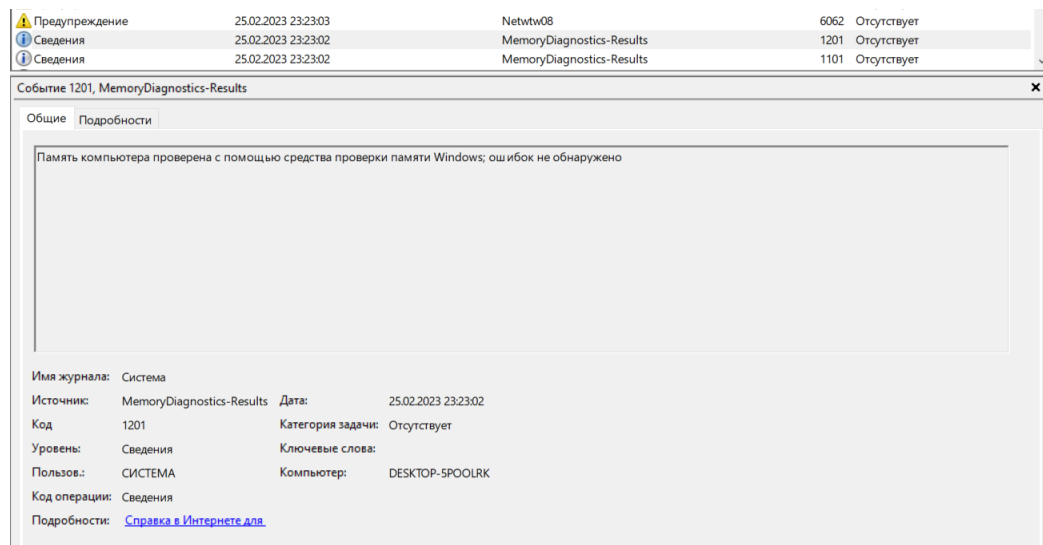 Предупреждение 25.02.2023 23:23:03 Netwtw08 6062 Отсутствует
Сведения 25.02.2023 23:23:02 MemoryDiagnostics-Results 1201 Отсутствует
Сведения 25.02.2023 23:23:02 MemoryDiagnostics-Results 1101 Отсутствует
Событие 1201, MemoryDiagnostics-Results
Общие Подробности
Память компьютера проверена с помощью средства проверки памяти Windows; ошибок не обнаружено
Имя журнала: Система
Источник: MemoryDiagnostics-Results Дата: 25.02.2023 23:23:02
Код 1201 Категория задачи: Отсутствует
Уровень: Сведения Ключевые слова:
Пользов.: СИСТЕМА Компьютер: DESKTOP-5POOLRK
Код операции: Сведения
Подробности: Справка в Интернете для